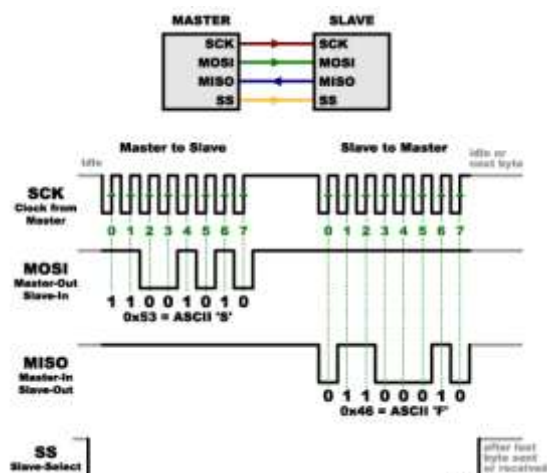 MASTER SLAVE
SCK SCK
MOSI MOSI
MISO MISO
SS SS
Master to Slave Slave to Master
Idle
idle or
next byte
SCK
Clock from
Master
0 1 2 3 4 5 6 7 0 1 2 3 4 5 6 7
MOSI
Master-Out
Slave-In
1 1 0 0 1 0 1 0
0x53 = ASCII 'S'
MISO
Master-In
Slave-Out
0 1 1 0 0 0 1 0
0x46 = ASCII 'F'
SS
Slave-Select
after last
byte sent
or received